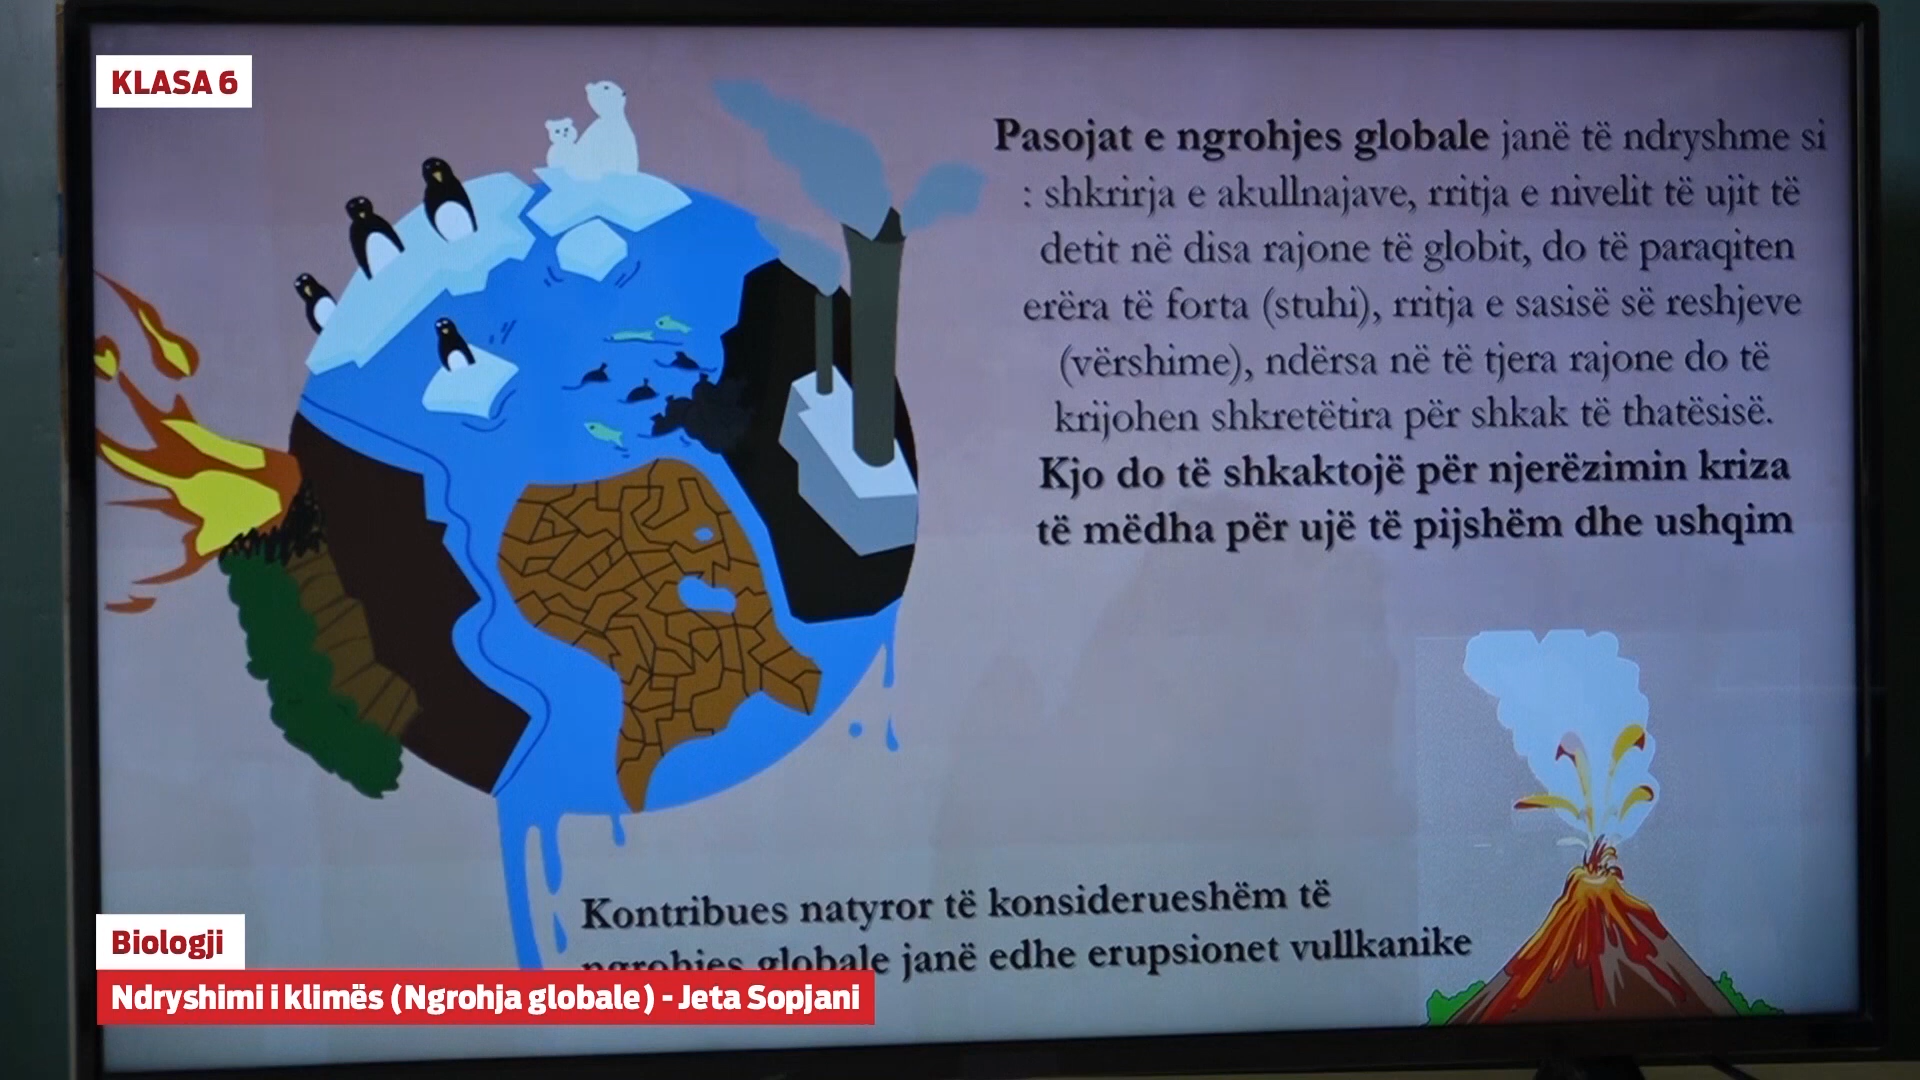 KLASA 6
Pasojat e ngrohjes globale janë të ndryshme si
: shkrirja e akullnajave, rritja e nivelit të ujit të
detit në disa rajone të globit, do të paraqiten
erëra të forta (stuhi), rritja e sasisë së reshjeve
(vërshime), ndërsa në të tjera rajone do të
krijohen shkretëtira për shkak të thatësisë.
Kjo do të shkaktojë për njerëzimin kriza
të mëdha për ujë të pijshëm dhe ushqim
Kontribues natyror të konsiderueshëm të
ngrohjes globale janë edhe erupsionet vullkanike
Biologji
Ndryshimi i klimës (Ngrohja globale) - Jeta Sopjani